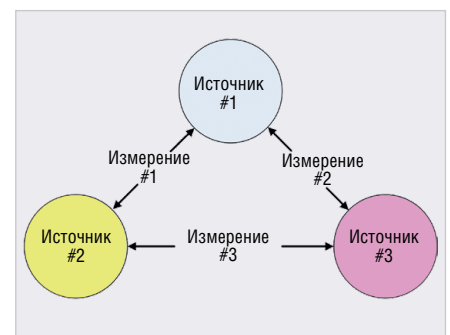 Источник
#1
Измерение
#1
Измерение
#2
Источник
#2
Измерение
#3
Источник
#3